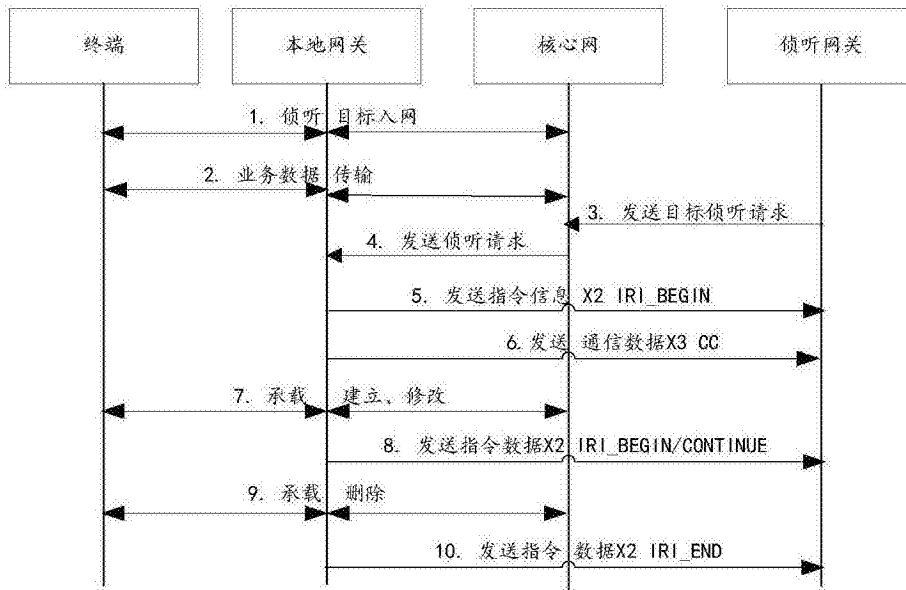 终端
本地网关
核心网
侦听网关
1. 侦听 目标入网
2. 业务数据 传输
3. 发送目标侦听请求
4. 发送侦听请求
5. 发送指令信息 X2 IRI_BEGIN
6.发送 通信数据X3 CC
7. 承载 建立、修改
8. 发送指令数据X2 IRI_BEGIN/CONTINUE
9. 承载 删除
10. 发送指令 数据X2 IRI_END